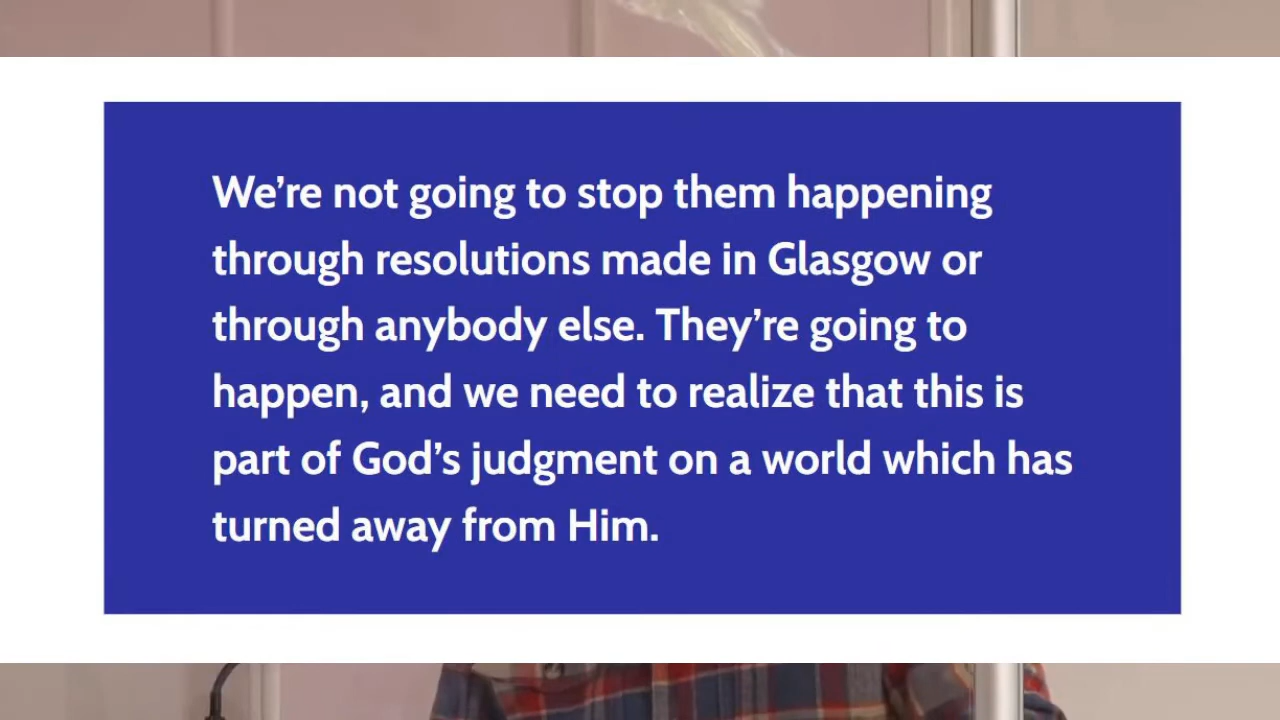 We’re not going to stop them happening
through resolutions made in Glasgow or
through anybody else. They’re going to
happen, and we need to realize that this is
part of God’s judgment on a world which has
turned away from Him.